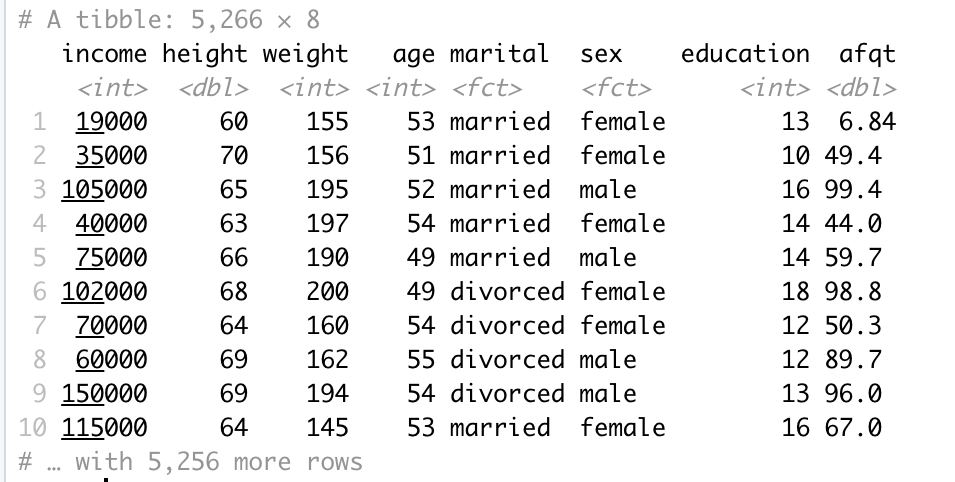 # A tibble: 5,266 × 8
income height weight age marital sex education afqt
<int> <dbl> <int> <int> <fct> <fct> <int> <dbl>
1 19000 60 155 53 married female 13 6.84
2 35000 70 156 51 married female 10 49.4
3 105000 65 195 52 married male 16 99.4
4 40000 63 197 54 married female 14 44.0
5 75000 66 190 49 married male 14 59.7
6 102000 68 200 49 divorced female 18 98.8
7 70000 64 160 54 divorced female 12 50.3
8 60000 69 162 55 divorced male 12 89.7
9 150000 69 194 54 divorced male 13 96.0
10 115000 64 145 53 married female 16 67.0
# … with 5,256 more rows